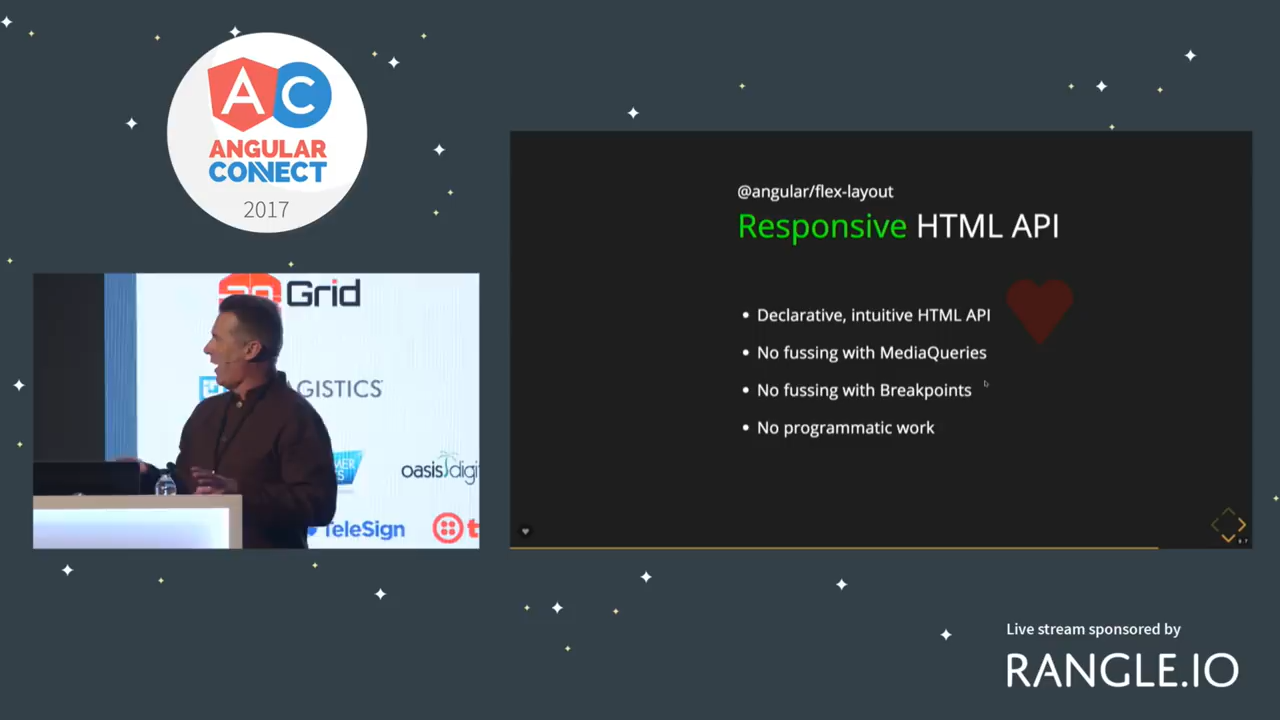 AC
ANGULAR
CONNECT
2017
Grid
GISTICS
oasis digi
TeleSign
@angular/flex-layout
Responsive HTML API
• Declarative, intuitive HTML API
• No fussing with MediaQueries
• No fussing with Breakpoints
• No programmatic work
Live stream sponsored by
RANGLE.IO